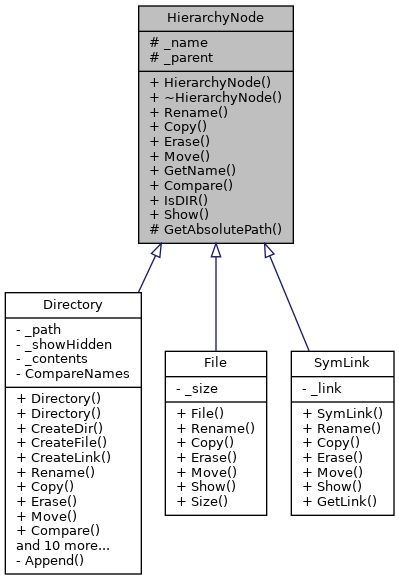 HierarchyNode
# _name
# _parent
+ HierarchyNode()
+ ~HierarchyNode()
+ Rename()
+ Copy()
+ Erase()
+ Move()
+ GetName()
+ Compare()
+ IsDIR()
+ Show()
# GetAbsolutePath()
Directory
- _path
- _showHidden
- _contents
- CompareNames
+ Directory()
+ Directory()
+ CreateDir()
+ CreateFile()
+ CreateLink()
+ Rename()
+ Copy()
+ Erase()
+ Move()
+ Compare()
and 10 more...
- Append()
File
- _size
+ File()
+ Rename()
+ Copy()
+ Erase()
+ Move()
+ Show()
+ Size()
SymLink
- _link
+ SymLink()
+ Rename()
+ Copy()
+ Erase()
+ Move()
+ Show()
+ GetLink()